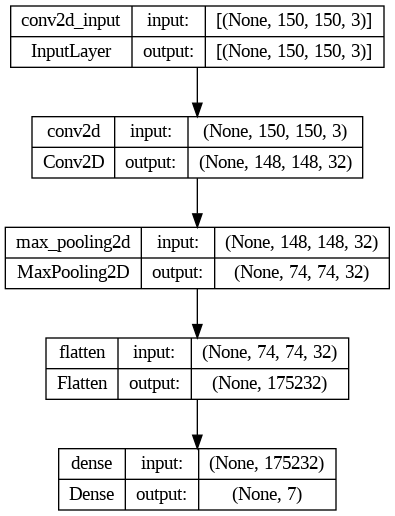 conv2d_input input: [(None, 150, 150, 3)]
InputLayer output: [(None, 150, 150, 3)]
conv2d input: (None, 150, 150, 3)
Conv2D output: (None, 148, 148, 32)
max_pooling2d input: (None, 148, 148, 32)
MaxPooling2D output: (None, 74, 74, 32)
flatten input: (None, 74, 74, 32)
Flatten output: (None, 175232)
dense input: (None, 175232)
Dense output: (None, 7)